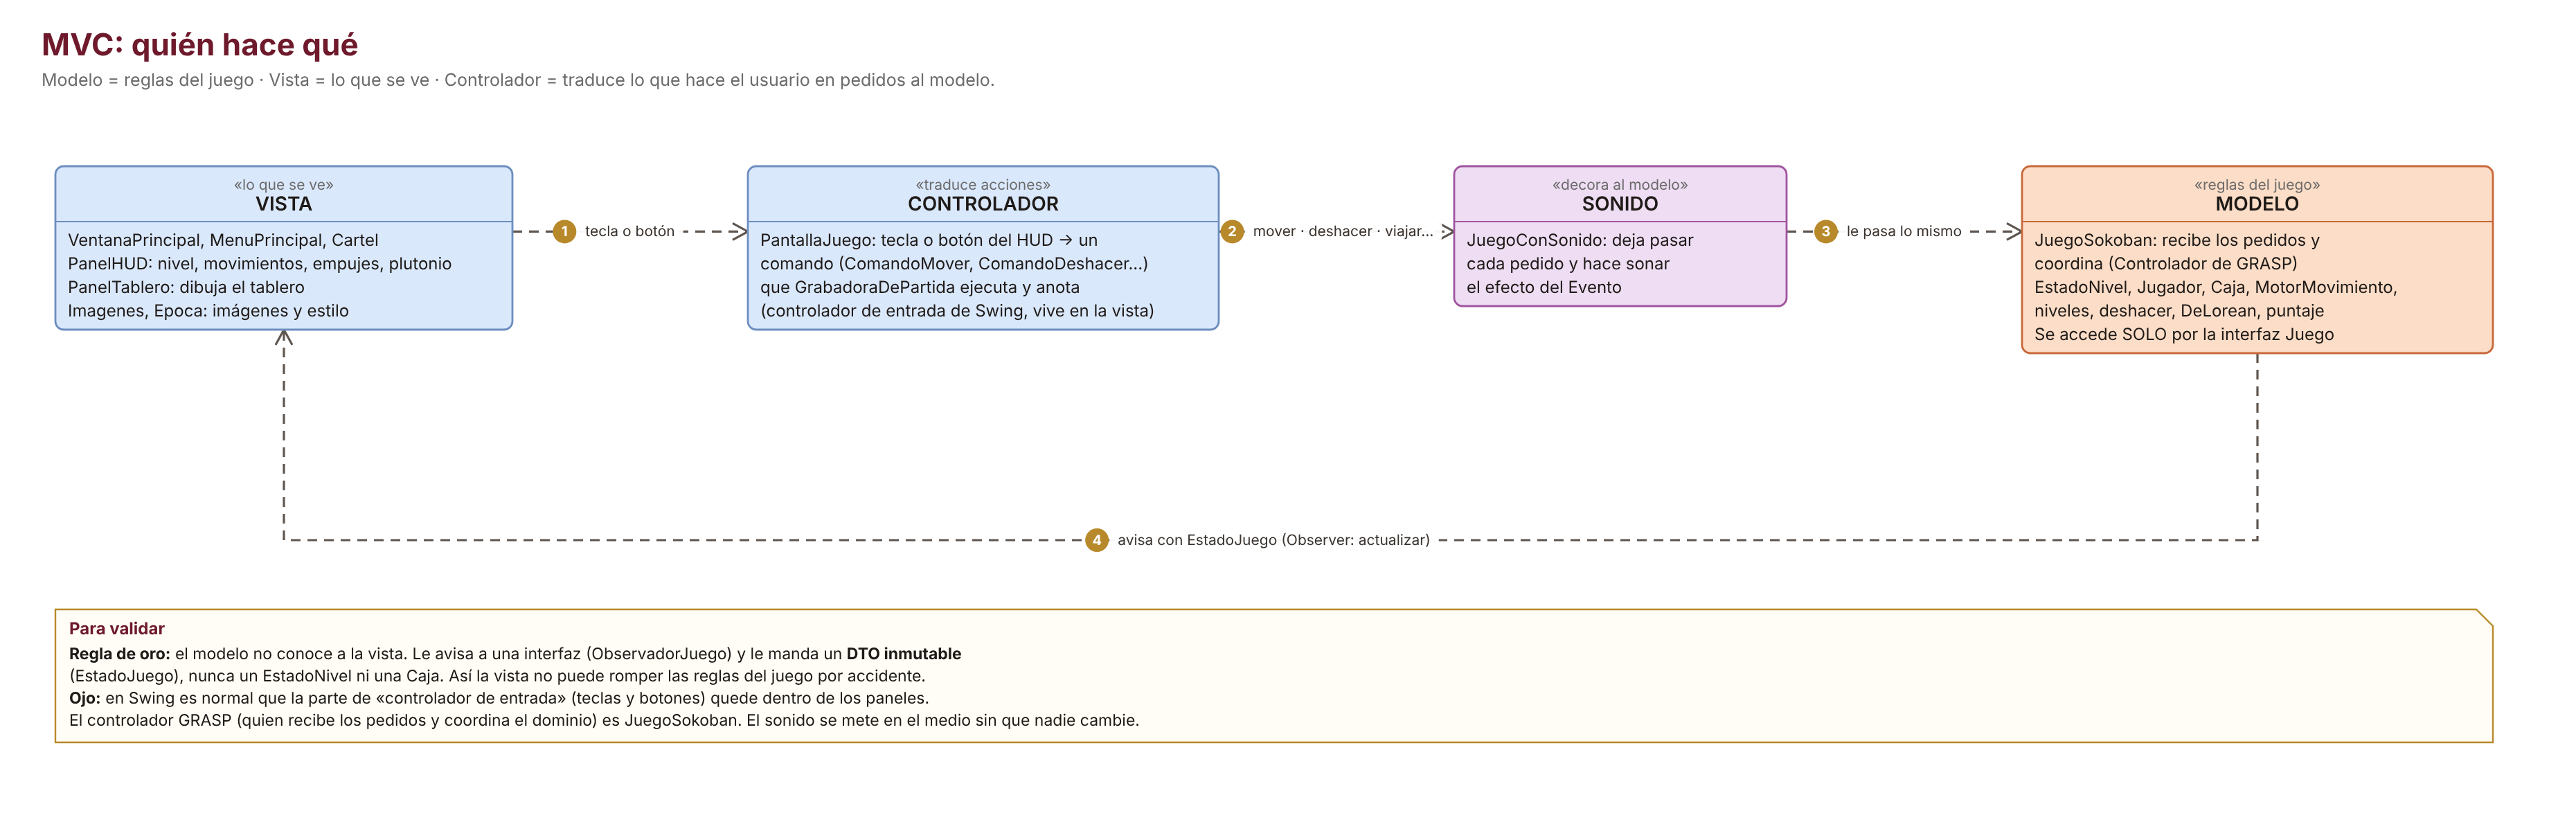 MVC: quién hace qué
Modelo = reglas del juego · Vista = lo que se ve · Controlador = traduce lo que hace el usuario en pedidos al modelo.
«lo que se ve»
VISTA
VentanaPrincipal, MenuPrincipal, Cartel
PanelHUD: nivel, movimientos, empujes, plutonio
PanelTablero: dibuja el tablero
Imagenes, Epoca: imágenes y estilo
1 tecla o botón
«traduce acciones»
CONTROLADOR
PantallaJuego: tecla o botón del HUD → un
comando (ComandoMover, ComandoDeshacer...)
que GrabadoraDePartida ejecuta y anota
(controlador de entrada de Swing, vive en la vista)
2 mover · deshacer · viajar...
«decora al modelo»
SONIDO
JuegoConSonido: deja pasar
cada pedido y hace sonar
el efecto del Evento
3 le pasa lo mismo
«reglas del juego»
MODELO
JuegoSokoban: recibe los pedidos y
coordina (Controlador de GRASP)
EstadoNivel, Jugador, Caja, MotorMovimiento,
niveles, deshacer, DeLorean, puntaje
Se accede SOLO por la interfaz Juego
4 avisa con EstadoJuego (Observer: actualizar)
Para validar
Regla de oro: el modelo no conoce a la vista. Le avisa a una interfaz (ObservadorJuego) y le manda un DTO inmutable
(EstadoJuego), nunca un EstadoNivel ni una Caja. Así la vista no puede romper las reglas del juego por accidente.
Ojo: en Swing es normal que la parte de «controlador de entrada» (teclas y botones) quede dentro de los paneles.
El controlador GRASP (quien recibe los pedidos y coordina el dominio) es JuegoSokoban. El sonido se mete en el medio sin que nadie cambie.